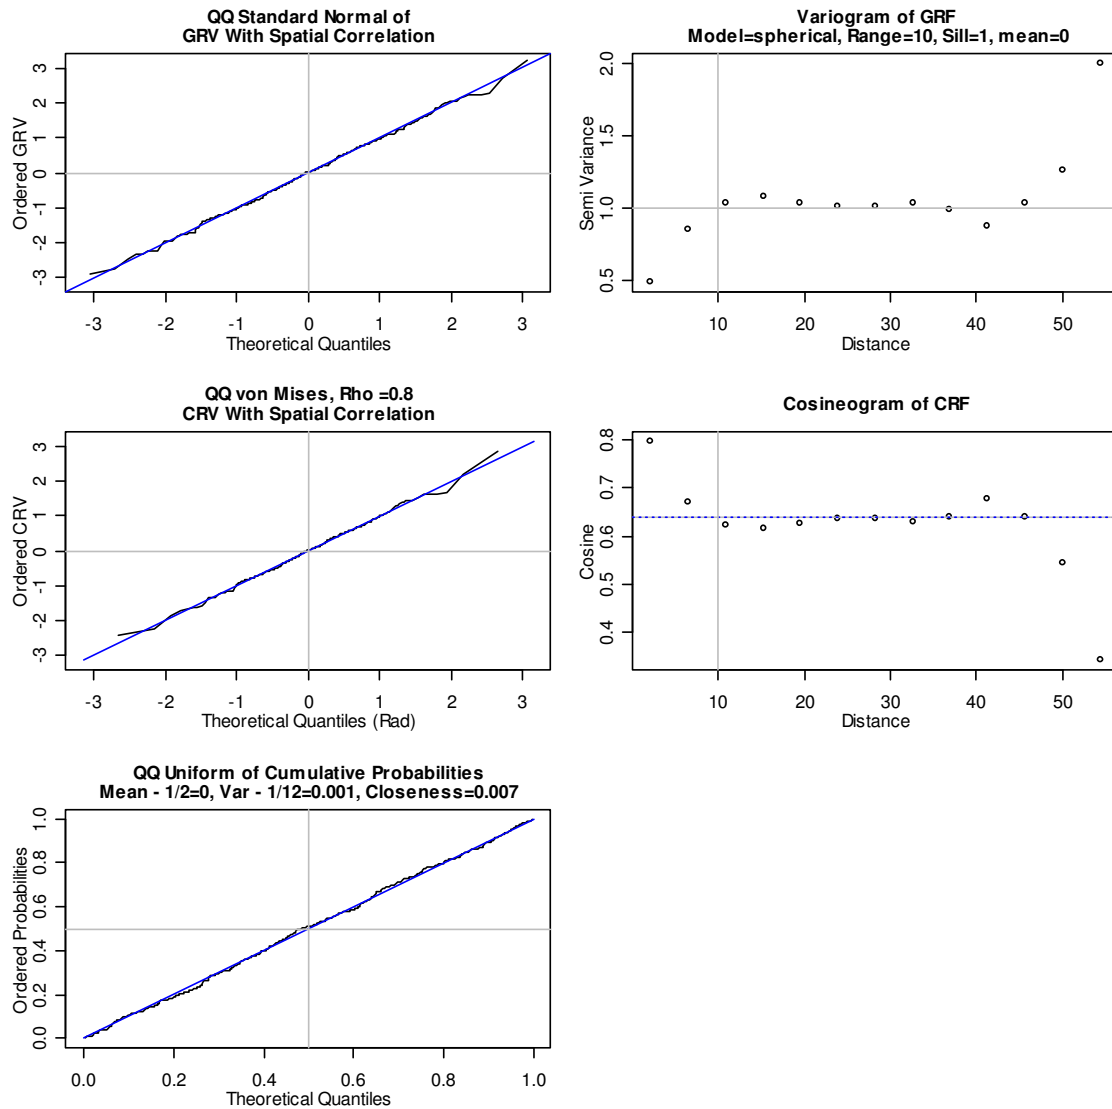 QQ Standard Normal of
GRV With Spatial Correlation
Ordered GRV
3
2
1
0
-1
-2
-3
-3 -2 -1 0 1 2 3
Theoretical Quantiles
Variogram of GRF
Model=spherical, Range=10, Sill=1, mean=0
Semi Variance
2.0
1.5
1.0
0.5
10 20 30 40 50
Distance
QQ von Mises, Rho =0.8
CRV With Spatial Correlation
Ordered CRV
3
2
1
0
-1
-2
-3
-3 -2 -1 0 1 2 3
Theoretical Quantiles (Rad)
Cosineogram of CRF
Cosine
0.8
0.7
0.6
0.5
0.4
10 20 30 40 50
Distance
QQ Uniform of Cumulative Probabilities
Mean - 1/2=0, Var - 1/12=0.001, Closeness=0.007
Ordered Probabilities
1.0
0.8
0.6
0.4
0.2
0.0
0.0 0.2 0.4 0.6 0.8 1.0
Theoretical Quantiles